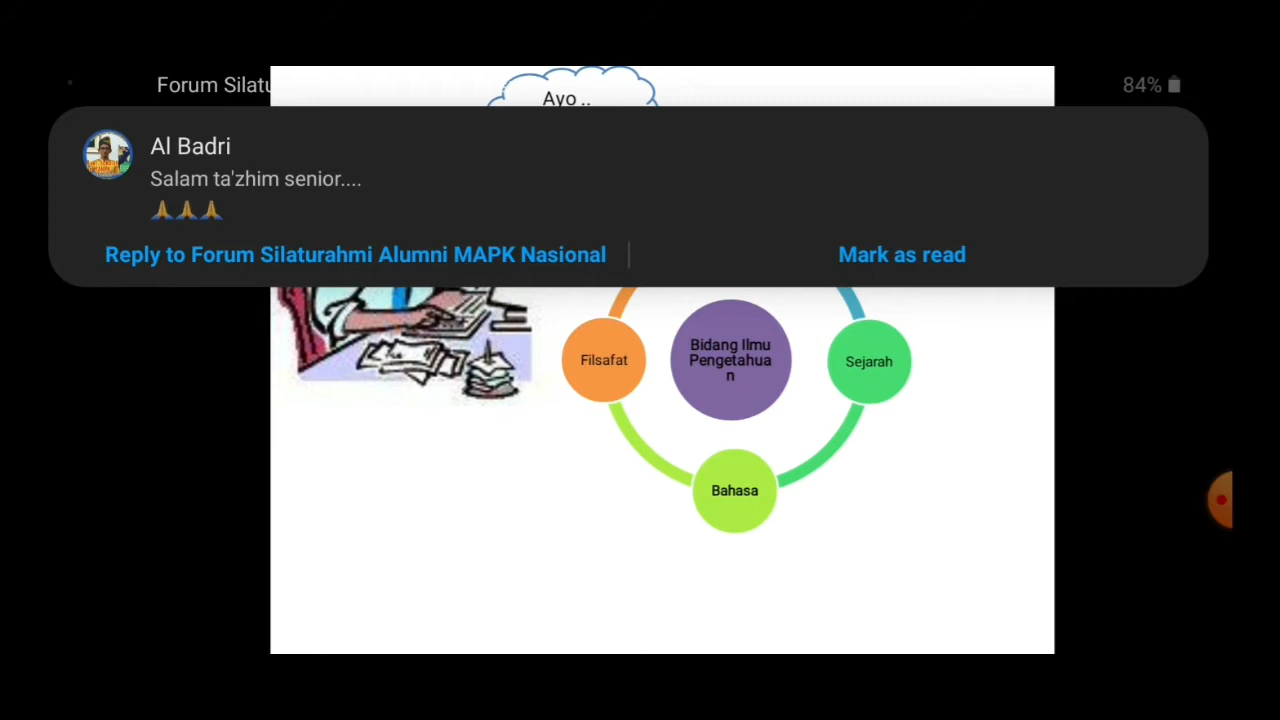 Forum Silatu
84%
Ayo ..
Al Badri
Salam ta'zhim senior....
🙏🙏🙏
Reply to Forum Silaturahmi Alumni MAPK Nasional
Mark as read
Filsafat
Bidang Ilmu
Pengetahua
n
Sejarah
Bahasa